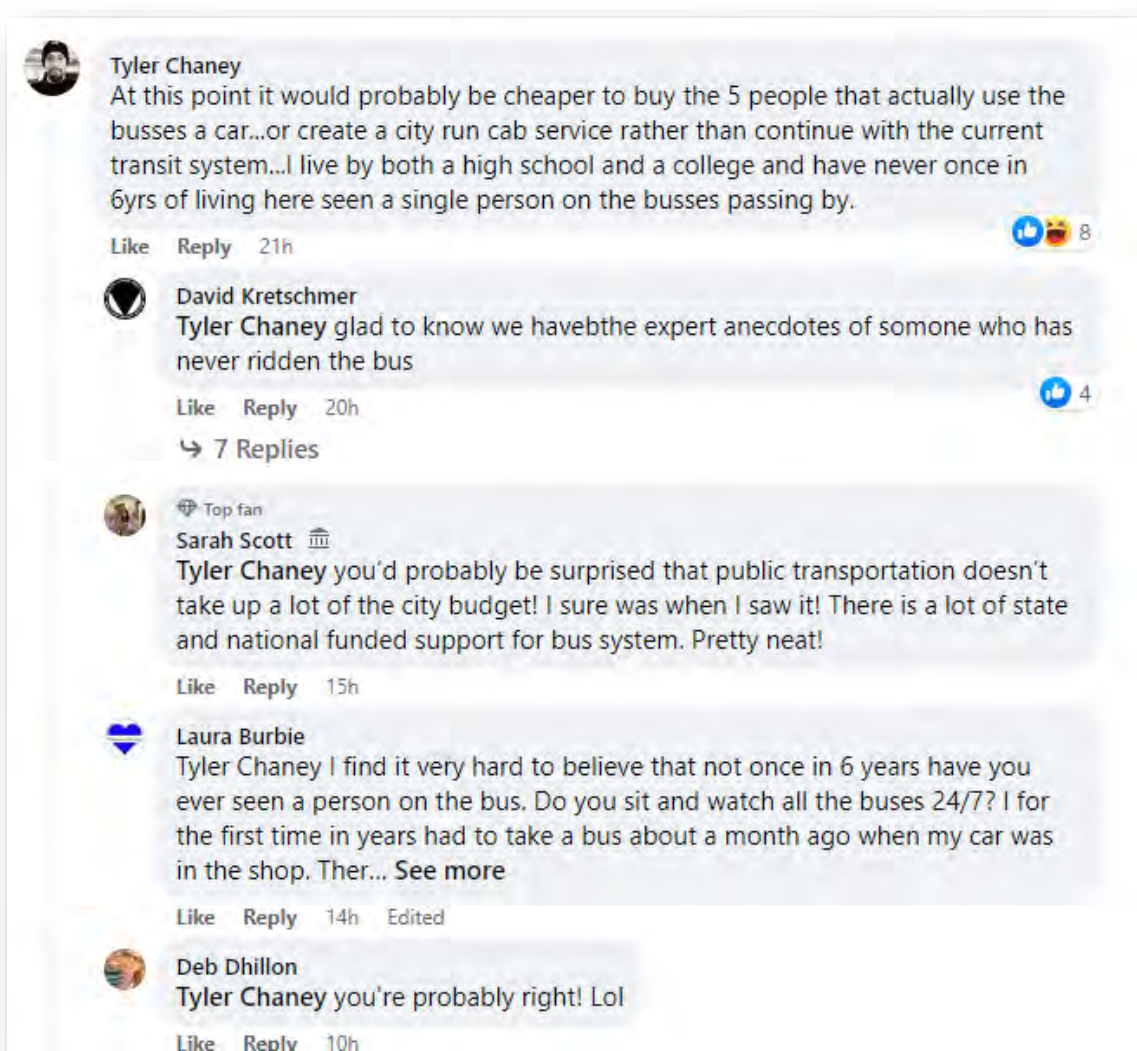 Tyler Chaney
At this point it would probably be cheaper to buy the 5 people that actually use the
busses a car...or create a city run cab service rather than continue with the current
transit system...I live by both a high school and a college and have never once in
6yrs of living here seen a single person on the busses passing by.
Like Reply 21h
8
David Kretschmer
Tyler Chaney glad to know we havebthe expert anecdotes of somone who has
never ridden the bus
Like Reply 20h
4
7 Replies
Top fan
Sarah Scott
Tyler Chaney you'd probably be surprised that public transportation doesn't
take up a lot of the city budget! I sure was when I saw it! There is a lot of state
and national funded support for bus system. Pretty neat!
Like Reply 15h
Laura Burbie
Tyler Chaney I find it very hard to believe that not once in 6 years have you
ever seen a person on the bus. Do you sit and watch all the buses 24/7? I for
the first time in years had to take a bus about a month ago when my car was
in the shop. Ther... See more
Like Reply 14h Edited
Deb Dhillon
Tyler Chaney you're probably right! Lol
Like Reply 10h